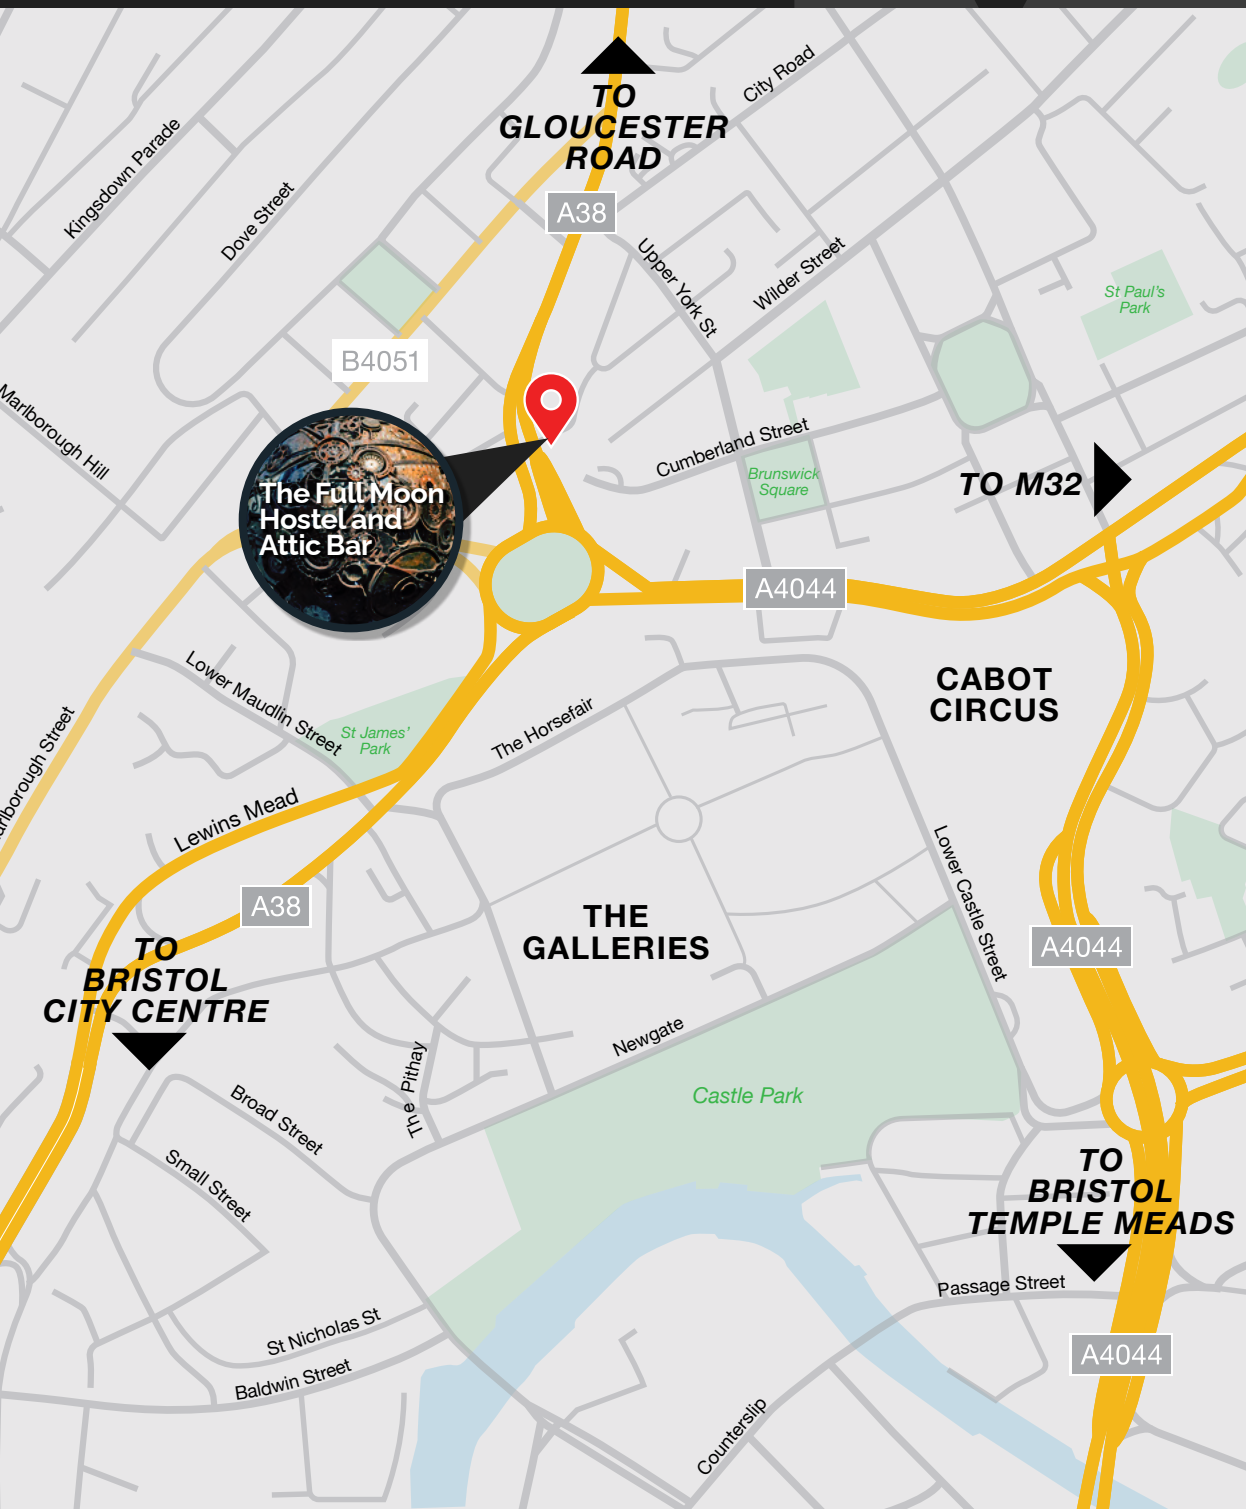 TO
GLOUCESTER
ROAD
City Road
Kingsdown Parade
Dove Street
A38
Upper York St
Wilder Street
St Paul's
Park
B4051
Marlborough Hill
Cumberland Street
Brunswick
Square
TO M32
The Full Moon
Hostel and
Attic Bar
A4044
Lower Maudlin Street
St James'
Park
The Horsefair
CABOT
CIRCUS
Lewins Mead
Lower Castle Street
A38
THE
GALLERIES
A4044
TO
BRISTOL
CITY CENTRE
Newgate
The Pithay
Castle Park
Broad Street
Small Street
TO
BRISTOL
TEMPLE MEADS
Passage Street
St Nicholas St
Baldwin Street
A4044
Counterslip